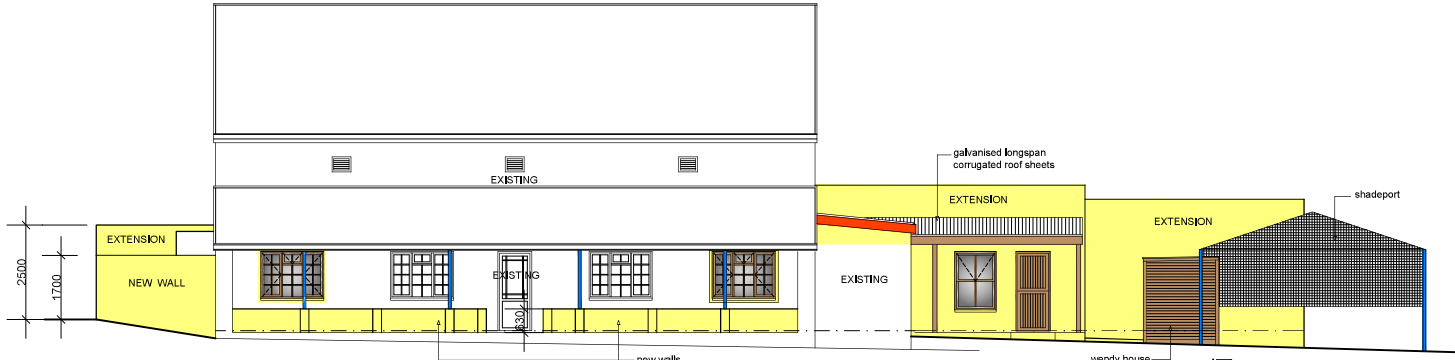 EXISTING
galvanised longspan
corrugated roof sheets
EXTENSION
shadeport
EXTENSION
EXTENSION
2500
1700
NEW WALL
EXISTING
EXISTING
630
new walls
wendy house